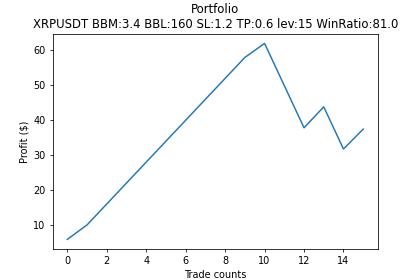 Portfolio
XRPUSDT BBM:3.4 BBL:160 SL:1.2 TP:0.6 lev:15 WinRatio:81.0
60
50
40
30
20
10
Profit ($)
0 2 4 6 8 10 12 14
Trade counts